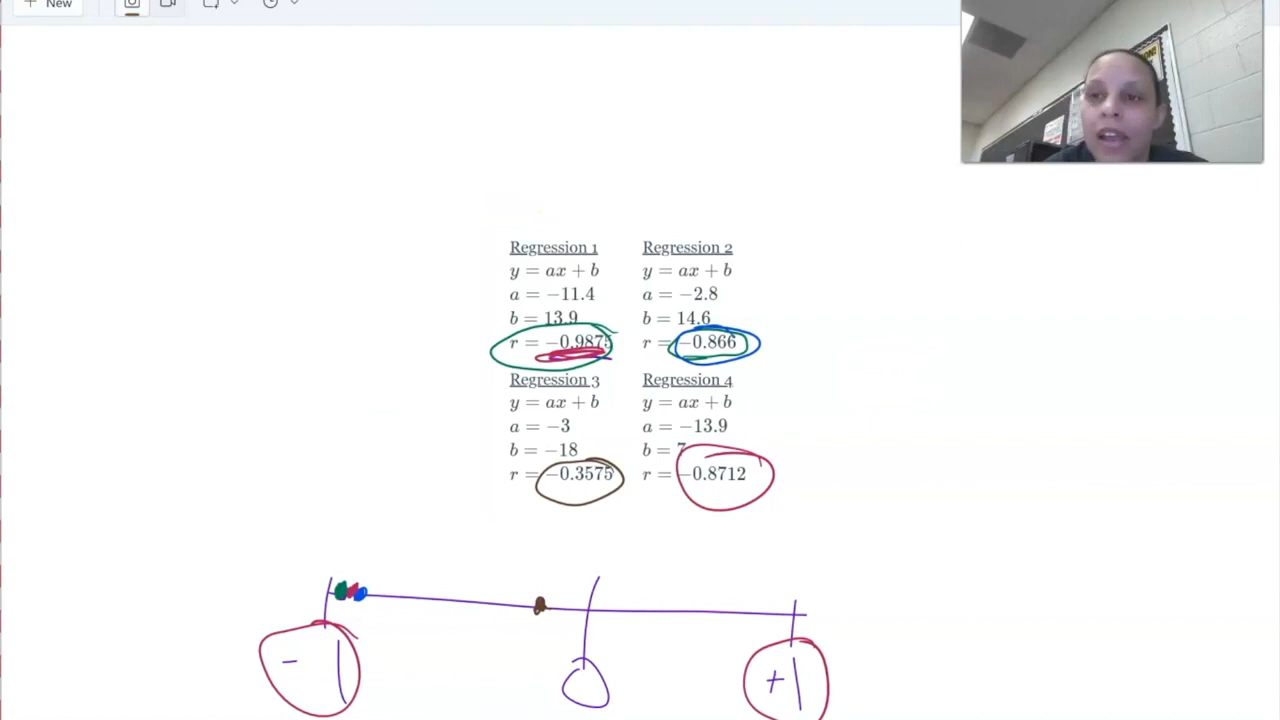 New
Regression 1
y = ax + b
a = −11.4
b = 13.9
r = −0.9875
Regression 2
y = ax + b
a = −2.8
b = 14.6
r = −0.866
Regression 3
y = ax + b
a = −3
b = −18
r = −0.3575
Regression 4
y = ax + b
a = −13.9
b = 7
r = −0.8712
-1
0
+1